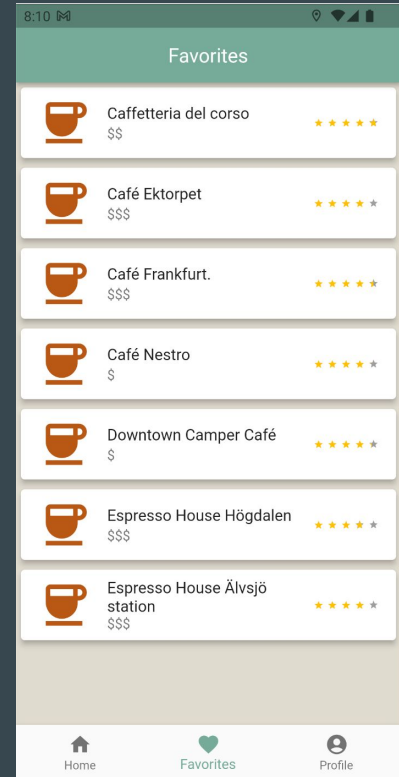 8:10
Favorites
Caffetteria del corso
$$
Café Ektorpet
$$$
Café Frankfurt.
$$$
Café Nestro
$
Downtown Camper Café
$
Espresso House Högdalen
$$$
Espresso House Älvsjö
station
$$$
Home
Favorites
Profile